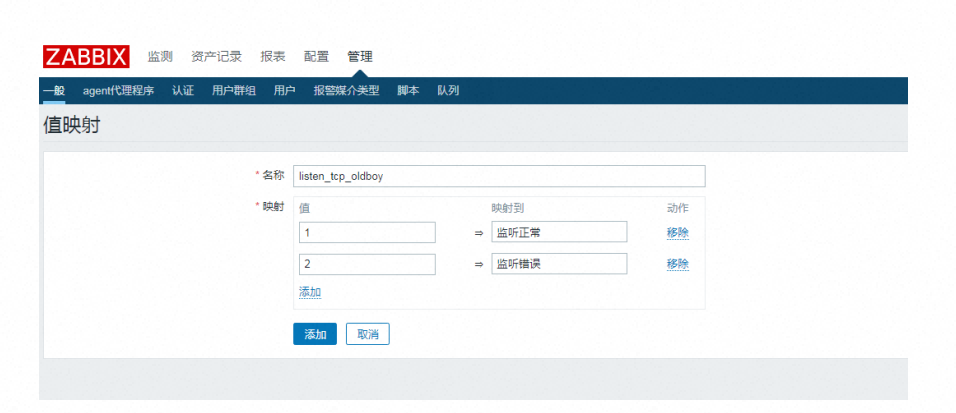 ZABBIX 监测 资产记录 报表 配置 管理
一般 agent代理程序 认证 用户群组 用户 报警媒介类型 脚本 队列
值映射
* 名称 listen_tcp_oldboy
* 映射 值 映射到 动作
1 ⇒ 监听正常 移除
2 ⇒ 监听错误 移除
添加
添加 取消